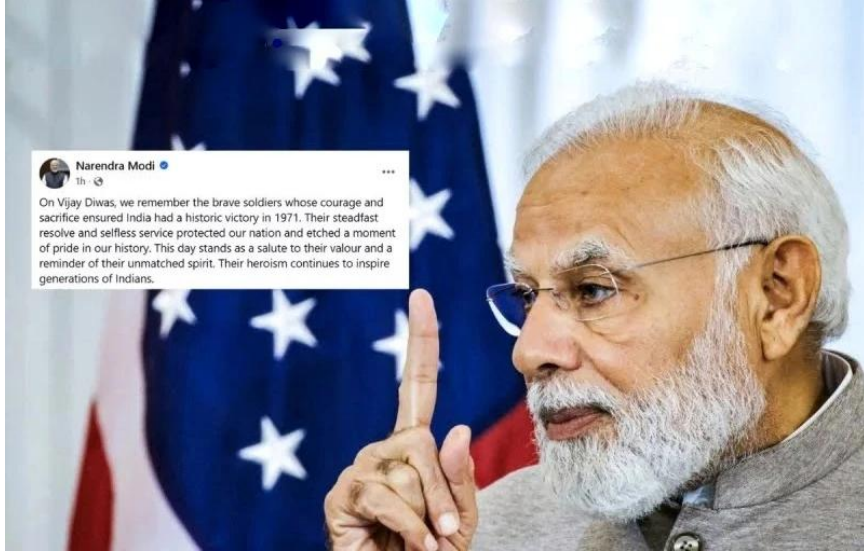 Narendra Modi
1h
On Vijay Diwas, we remember the brave soldiers whose courage and
sacrifice ensured India had a historic victory in 1971. Their steadfast
resolve and selfless service protected our nation and etched a moment
of pride in our history. This day stands as a salute to their valour and a
reminder of their unmatched spirit. Their heroism continues to inspire
generations of Indians.